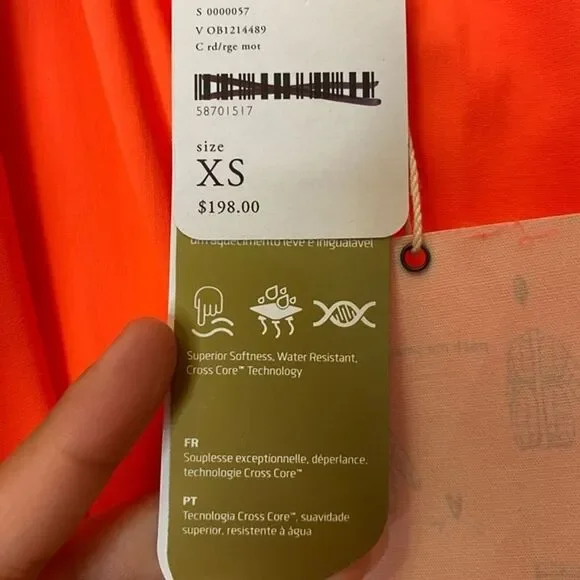 S 0000057
V OB1214489
C rd/rge mot
58701517
size
XS
$198.00
um aquecimento leve e inigualável
Superior Softness, Water Resistant,
Cross Core™ Technology
FR
Souplesse exceptionnelle, déperlance,
technologie Cross Core™
PT
Tecnologia Cross Core™, suavidade
superior, resistente à água